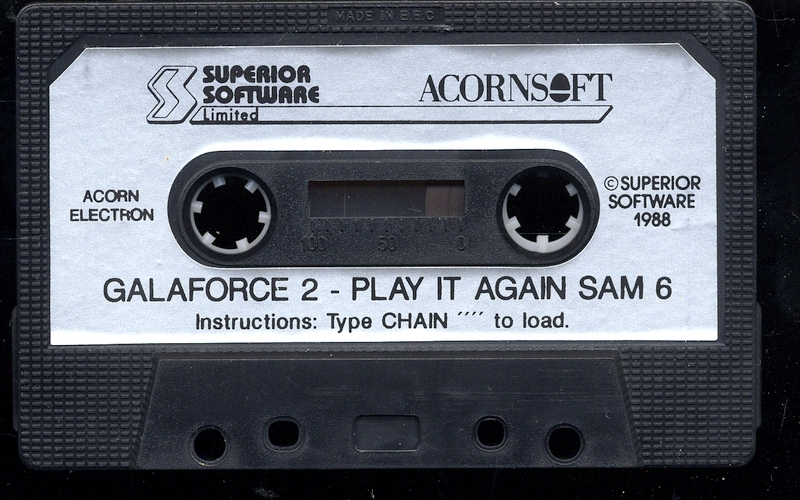 MADE IN E.E.C
SUPERIOR
SOFTWARE
Limited
ACORNSOFT
ACORN
ELECTRON
©SUPERIOR
SOFTWARE
1988
100 50 0
GALAFORCE 2 - PLAY IT AGAIN SAM 6
Instructions: Type CHAIN ″″ to load.